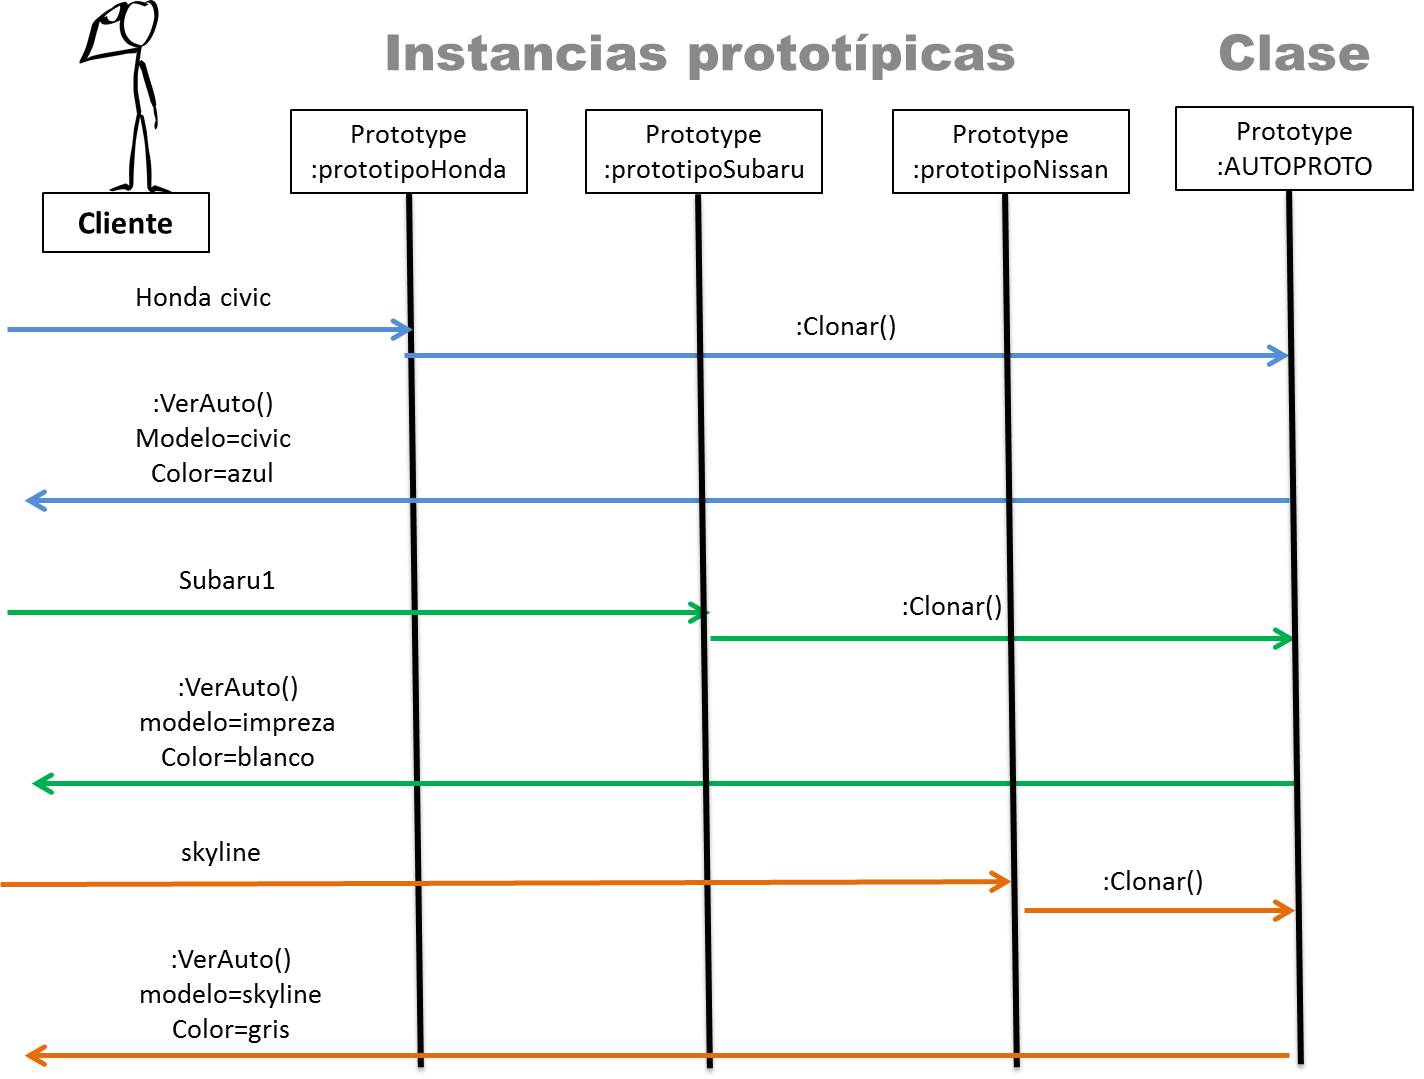 Instancias prototípicas
Clase
Prototype
:prototipoHonda
Prototype
:prototipoSubaru
Prototype
:prototipoNissan
Prototype
:AUTOPROTO
Cliente
Honda civic
:Clonar()
:VerAuto()
Modelo=civic
Color=azul
Subaru1
:Clonar()
:VerAuto()
modelo=impreza
Color=blanco
skyline
:Clonar()
:VerAuto()
modelo=skyline
Color=gris